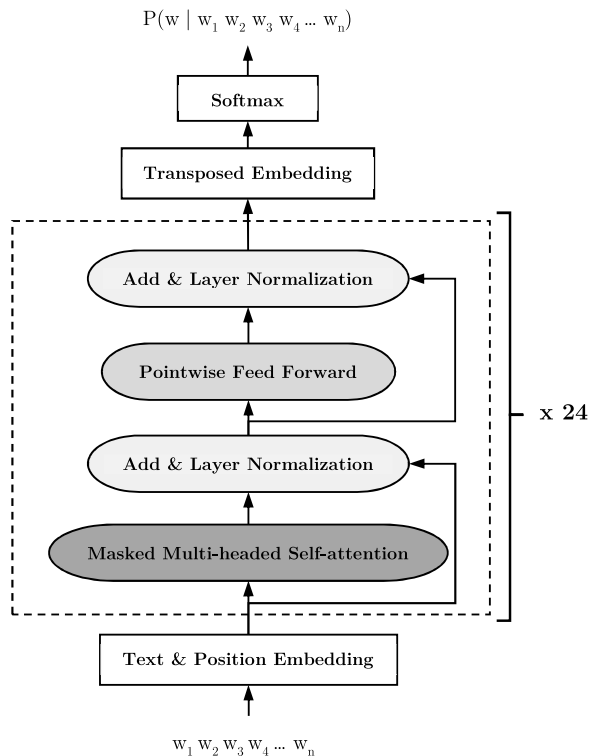 P(w | w₁ w₂ w₃ w₄ ... wₙ)
Softmax
Transposed Embedding
Add & Layer Normalization
Pointwise Feed Forward
x 24
Add & Layer Normalization
Masked Multi-headed Self-attention
Text & Position Embedding
w₁ w₂ w₃ w₄ ... wₙ